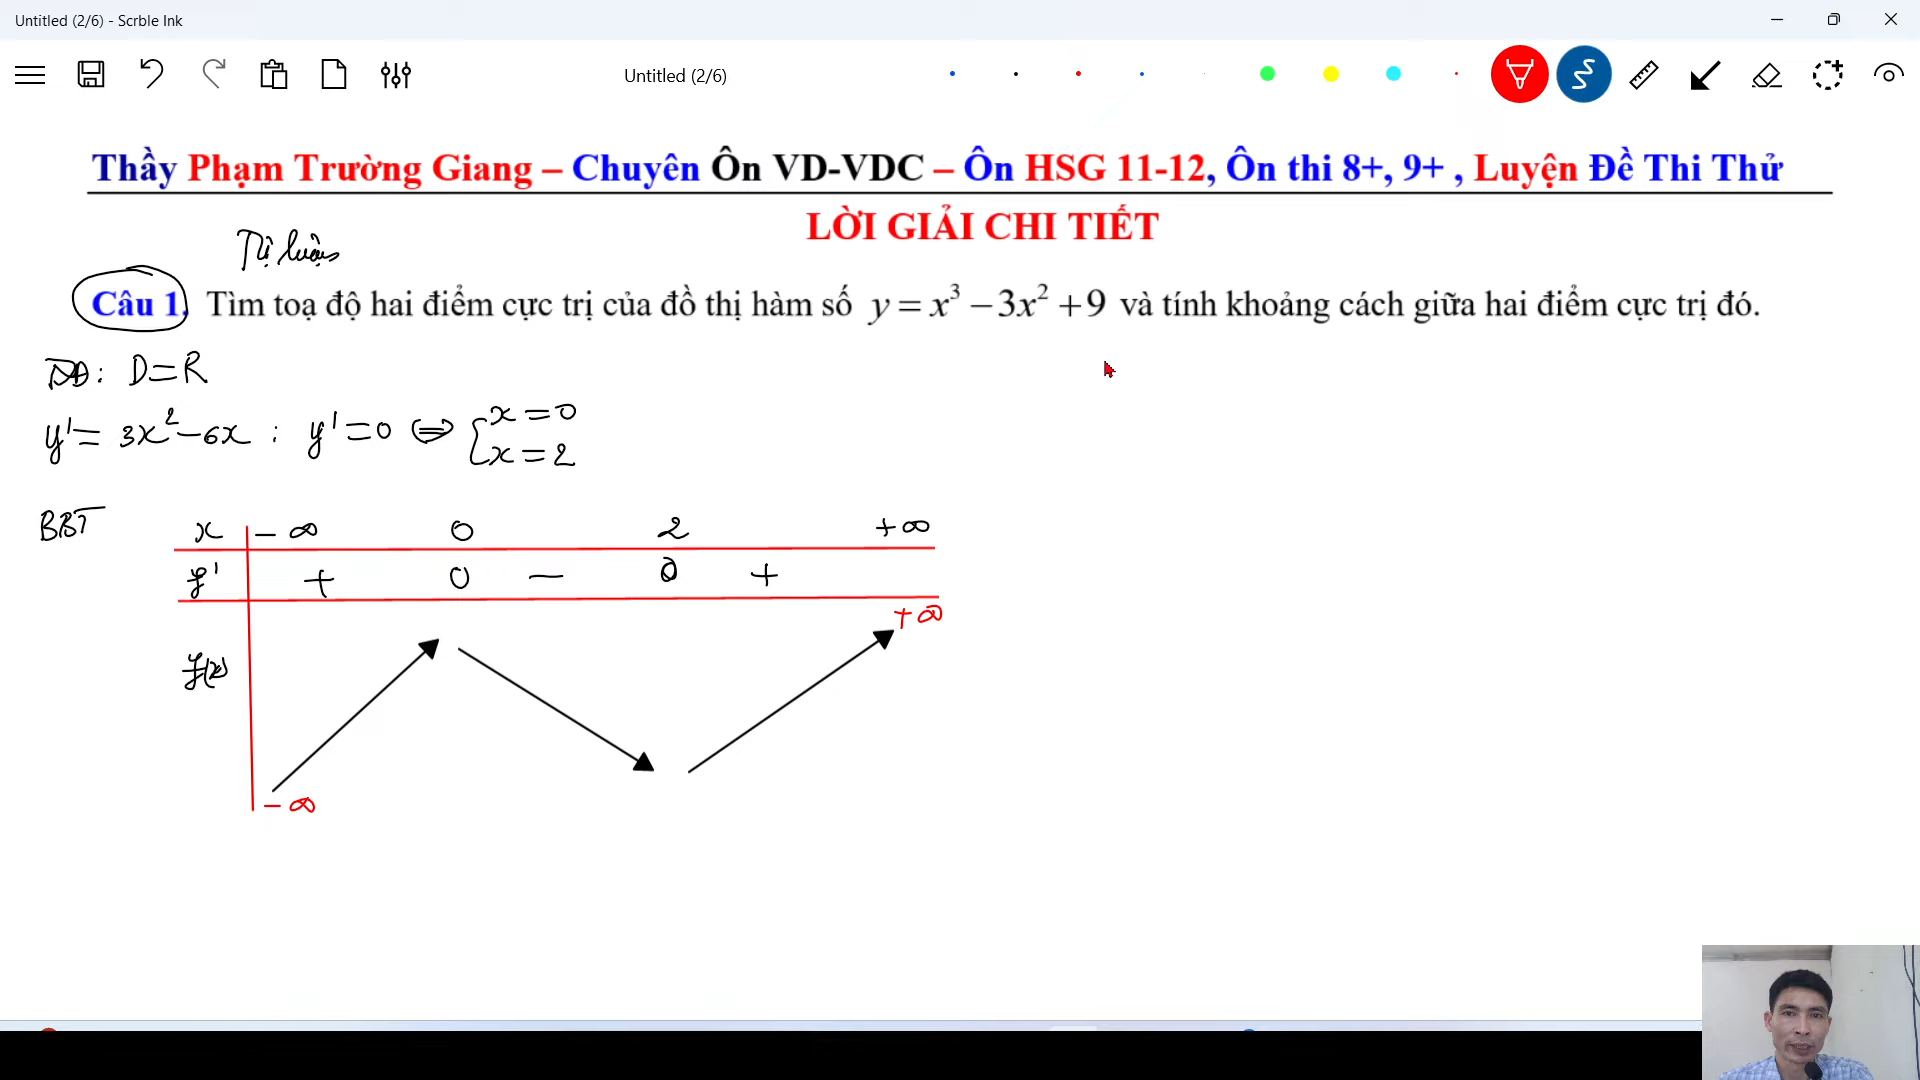 Untitled (2/6) - Scrble Ink
Untitled (2/6)
Thầy Phạm Trường Giang – Chuyên Ôn VD-VDC – Ôn HSG 11-12, Ôn thi 8+, 9+ , Luyện Đề Thi Thử
LỜI GIẢI CHI TIẾT
Tự luận
Câu 1. Tìm toạ độ hai điểm cực trị của đồ thị hàm số y = x³ − 3x² + 9 và tính khoảng cách giữa hai điểm cực trị đó.
: D = R
y' = 3x² − 6x : y' = 0 ⇔ [ x = 0
x = 2
BBT
x − ∞ 0 2 + ∞
y' + 0 − 0 +
+ ∞
f(x)
− ∞